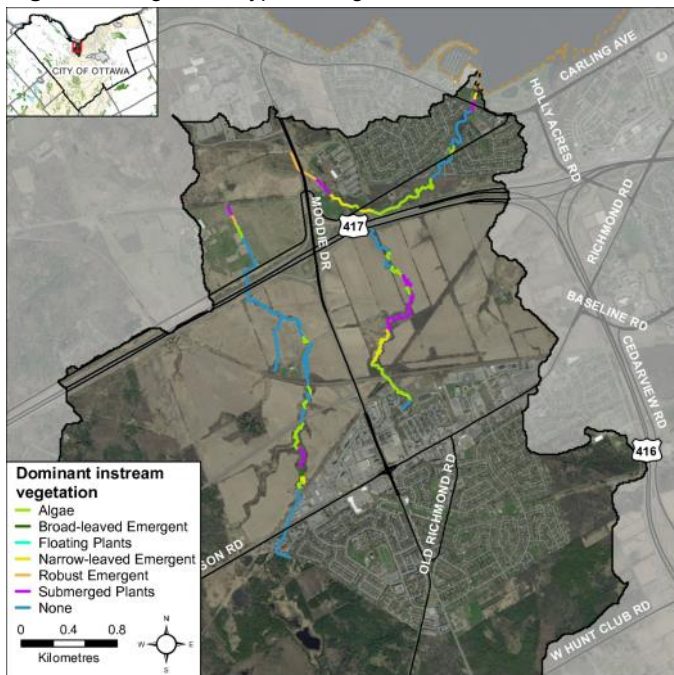 CITY OF OTTAWA
CARLING AVE
HOLLY ACRES RD
RICHMOND RD
MOODIE DR
417
BASELINE RD
CEDARVIEW RD
416
OLD RICHMOND RD
SON RD
W HUNT CLUB RD
Dominant instream
vegetation
Algae
Broad-leaved Emergent
Floating Plants
Narrow-leaved Emergent
Robust Emergent
Submerged Plants
None
0 0.4 0.8
Kilometres
N
W E
S